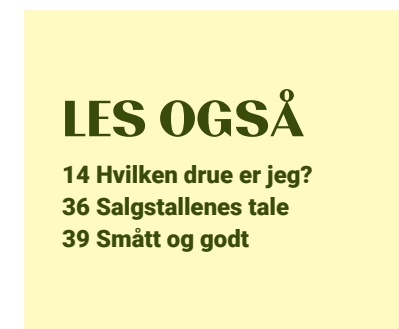 LES OGSÅ
14 Hvilken drue er jeg?
36 Salgstallenes tale
39 Smått og godt